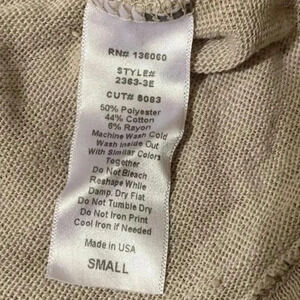 RN# 136060
STYLE#
2363-3E
CUT# 5063
50% Polyester
44% Cotton
6% Rayon
Machine Wash Cold
Wash Inside Out
With Similar Colors
Together
Do Not Bleach
Reshape While
Damp. Dry Flat
Do Not Tumble Dry
Do Not Iron Print
Cool Iron if Needed
Made in USA
SMALL